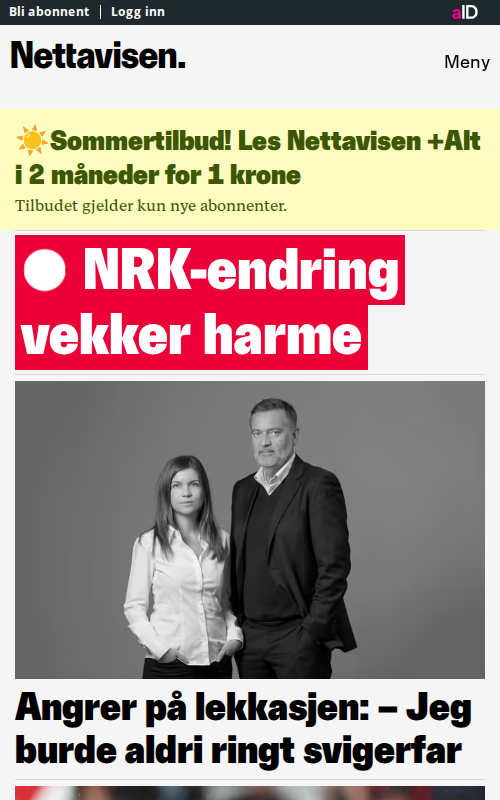 Bli abonnent | Logg inn
aID
Nettavisen.
Meny
☀️Sommertilbud! Les Nettavisen +Alt
i 2 måneder for 1 krone
Tilbudet gjelder kun nye abonnenter.
⚪ NRK-endring
vekker harme
Angrer på lekkasjen: – Jeg
burde aldri ringt svigerfar